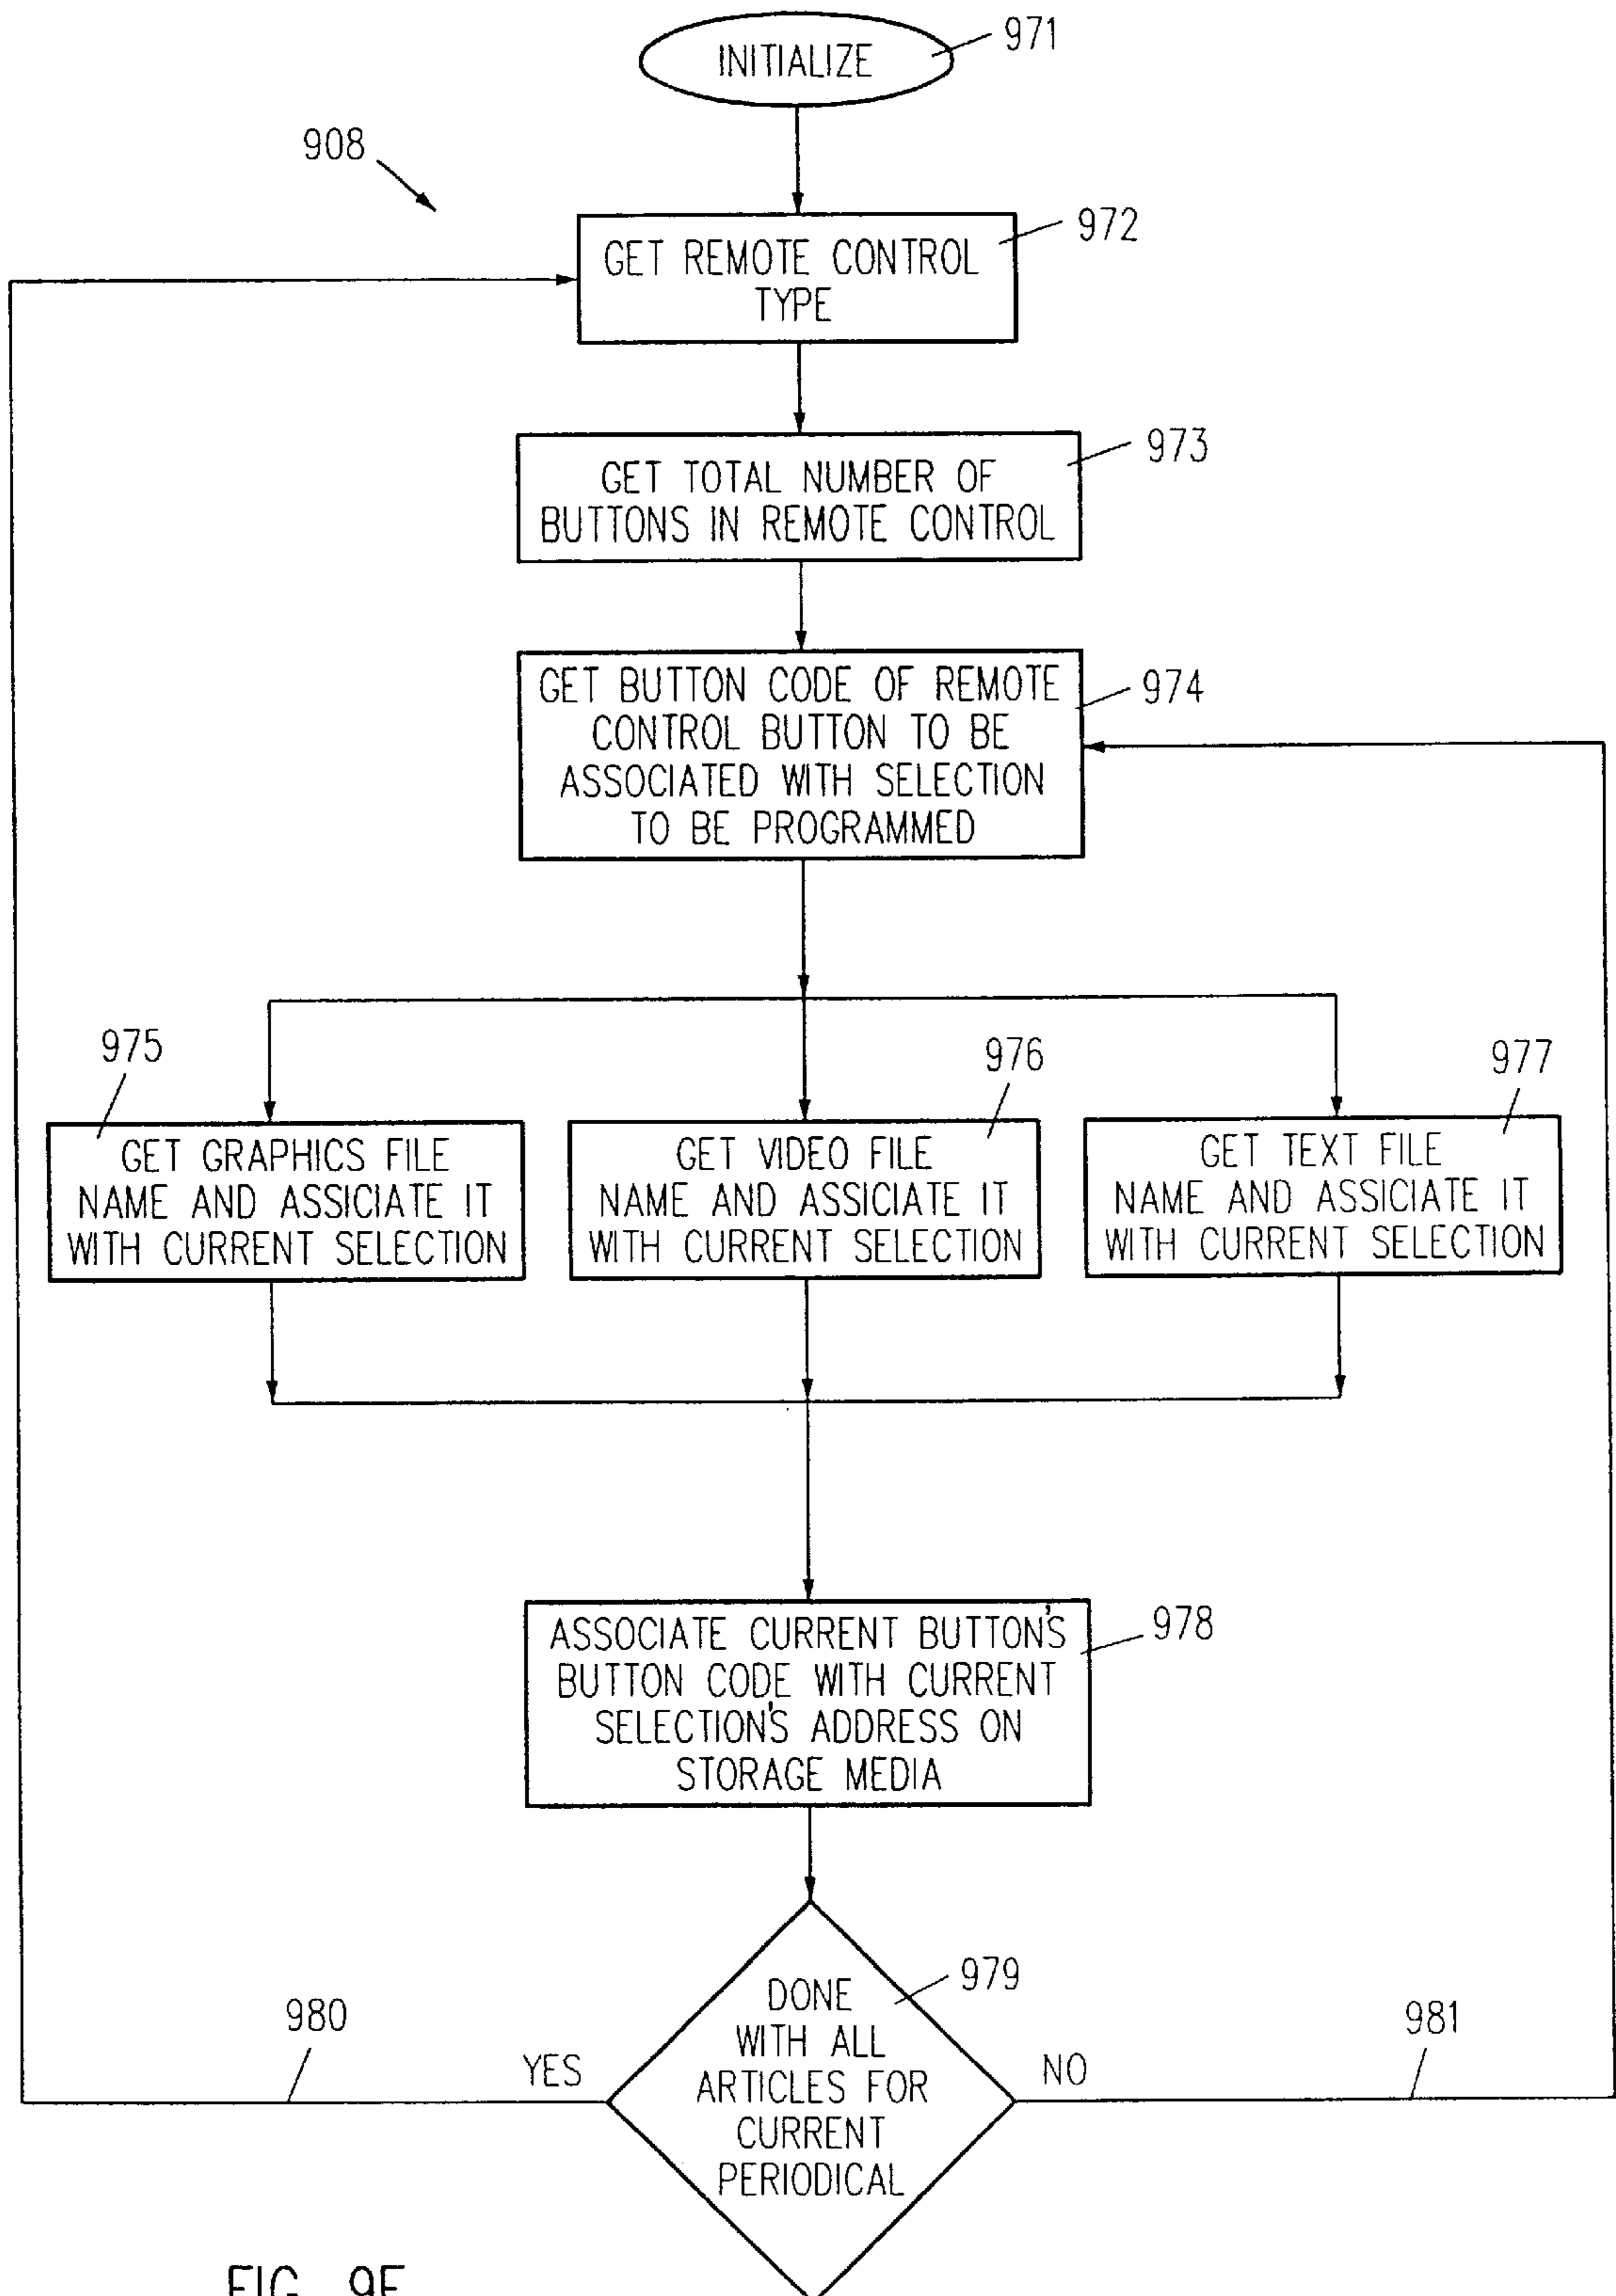 INITIALIZE
971
908
972
GET REMOTE CONTROL
TYPE
973
GET TOTAL NUMBER OF
BUTTONS IN REMOTE CONTROL
974
GET BUTTON CODE OF REMOTE
CONTROL BUTTON TO BE
ASSOCIATED WITH SELECTION
TO BE PROGRAMMED
975
GET GRAPHICS FILE
NAME AND ASSICIATE IT
WITH CURRENT SELECTION
976
GET VIDEO FILE
NAME AND ASSICIATE IT
WITH CURRENT SELECTION
977
GET TEXT FILE
NAME AND ASSICIATE IT
WITH CURRENT SELECTION
978
ASSOCIATE CURRENT BUTTON'S
BUTTON CODE WITH CURRENT
SELECTION'S ADDRESS ON
STORAGE MEDIA
979
DONE
WITH ALL
ARTICLES FOR
CURRENT
PERIODICAL
980
YES
NO
981
FIG. 9F